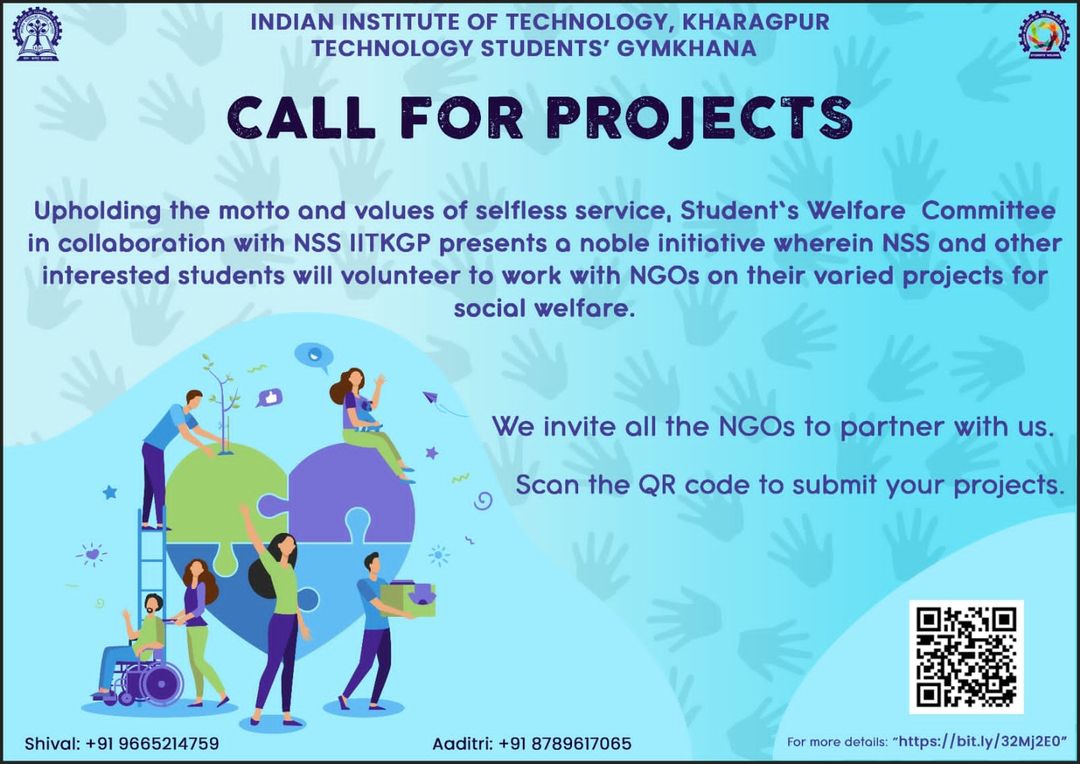 INDIAN INSTITUTE OF TECHNOLOGY, KHARAGPUR
TECHNOLOGY STUDENTS' GYMKHANA
CALL FOR PROJECTS
Upholding the motto and values of selfless service, Student`s Welfare Committee
in collaboration with NSS IITKGP presents a noble initiative wherein NSS and other
interested students will volunteer to work with NGOs on their varied projects for
social welfare.
We invite all the NGOs to partner with us.
Scan the QR code to submit your projects.
Shival: +91 9665214759
Aaditri: +91 8789617065
For more details: "https://bit.ly/32Mj2E0"